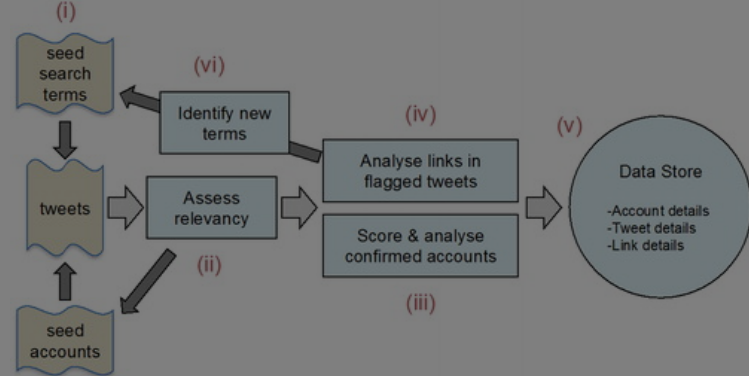 (i)
seed
search
terms
(vi)
Identify new
terms
(iv)
Analyse links in
flagged tweets
(v)
Data Store
-Account details
-Tweet details
-Link details
tweets
Assess
relevancy
(ii)
Score & analyse
confirmed accounts
(iii)
seed
accounts